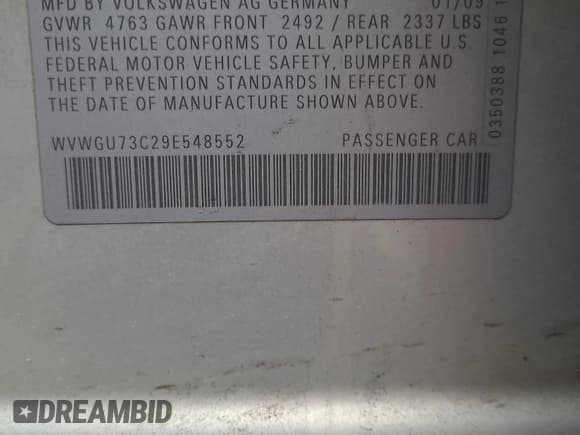 MFD BY VOLKSWAGEN AG GERMANY 01/09
GVWR 4763 GAWR FRONT 2492 / REAR 2337 LBS
THIS VEHICLE CONFORMS TO ALL APPLICABLE U.S.
FEDERAL MOTOR VEHICLE SAFETY, BUMPER AND
THEFT PREVENTION STANDARDS IN EFFECT ON
THE DATE OF MANUFACTURE SHOWN ABOVE.
WVWGU73C29E548552 PASSENGER CAR
0350388 1046 1
DREAMBID